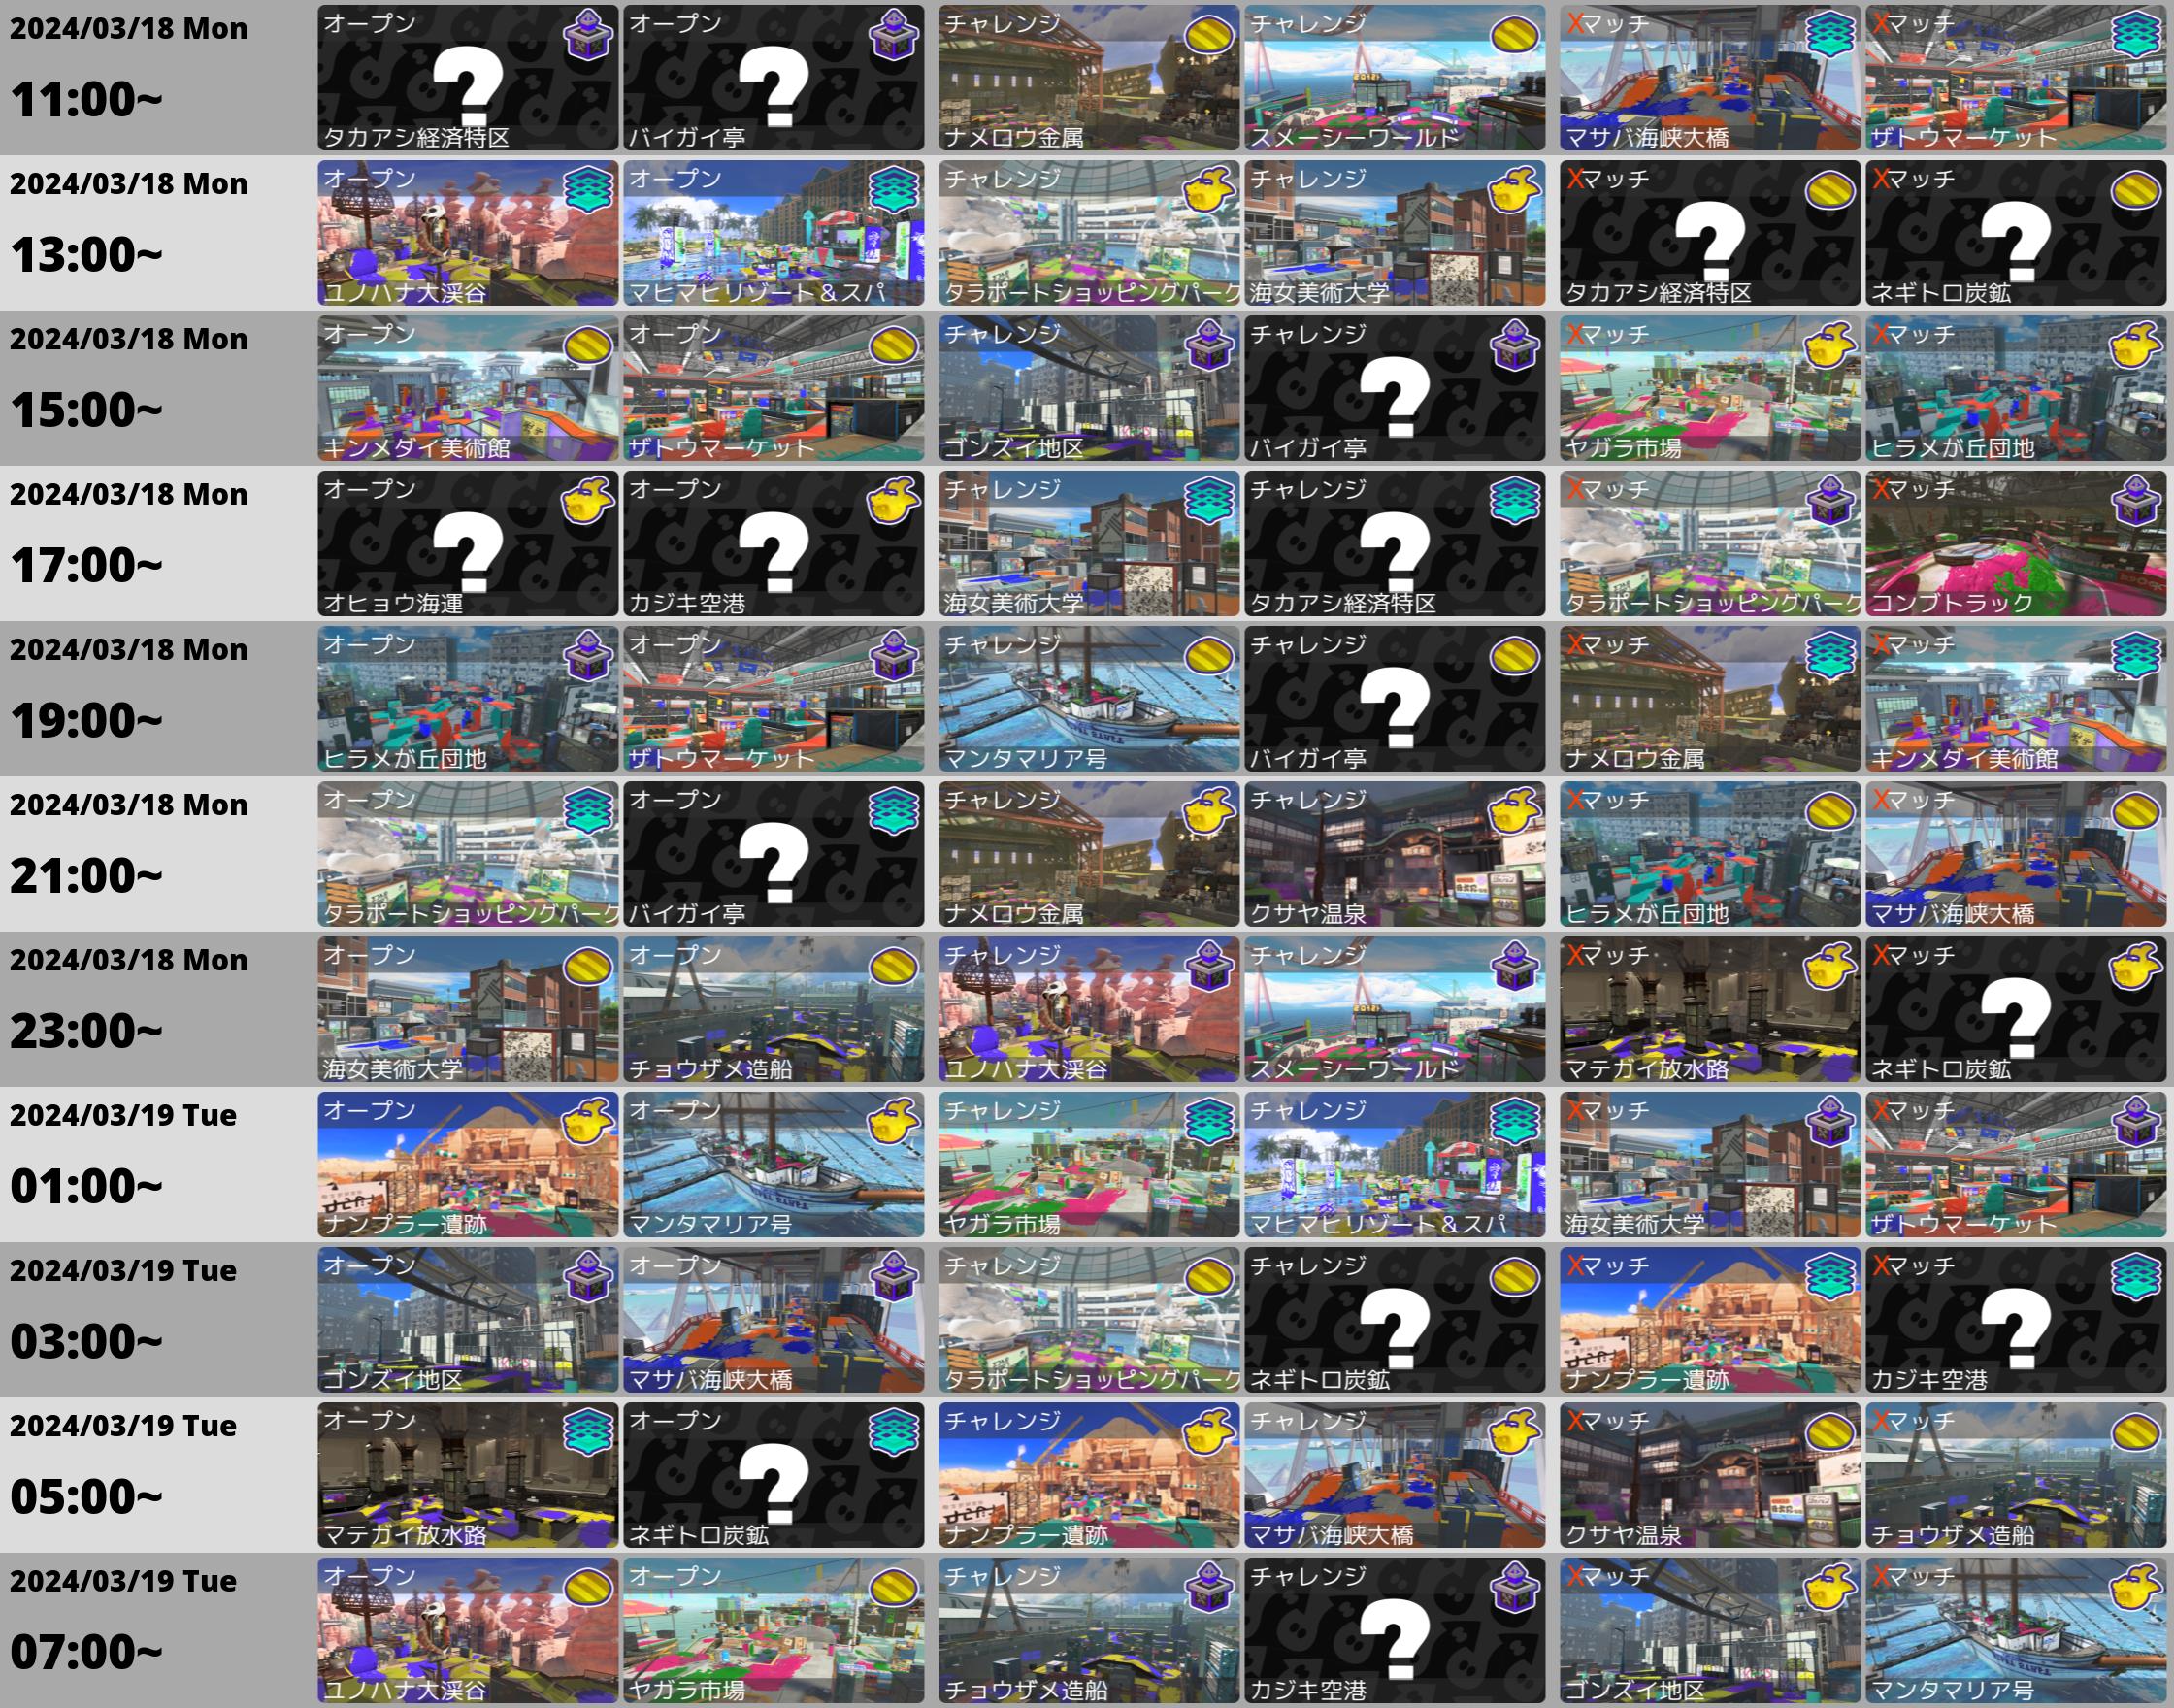 2024/03/18 Mon
11:00~
オープン
タカアシ経済特区
オープン
バイガイ亭
チャレンジ
ナメロウ金属
チャレンジ
スメーシーワールド
Xマッチ
マサバ海峡大橋
Xマッチ
ザトウマーケット
2024/03/18 Mon
13:00~
オープン
ユノハナ大渓谷
オープン
マヒマヒリゾート＆スパ
チャレンジ
タラポートショッピングパーク
チャレンジ
海女美術大学
Xマッチ
タカアシ経済特区
Xマッチ
ネギトロ炭鉱
2024/03/18 Mon
15:00~
オープン
キンメダイ美術館
オープン
ザトウマーケット
チャレンジ
ゴンズイ地区
チャレンジ
バイガイ亭
Xマッチ
ヤガラ市場
Xマッチ
ヒラメが丘団地
2024/03/18 Mon
17:00~
オープン
オヒョウ海運
オープン
カジキ空港
チャレンジ
海女美術大学
チャレンジ
タカアシ経済特区
Xマッチ
タラポートショッピングパーク
Xマッチ
コンブトラック
2024/03/18 Mon
19:00~
オープン
ヒラメが丘団地
オープン
ザトウマーケット
チャレンジ
マンタマリア号
チャレンジ
バイガイ亭
Xマッチ
ナメロウ金属
Xマッチ
キンメダイ美術館
2024/03/18 Mon
21:00~
オープン
タラポートショッピングパーク
オープン
バイガイ亭
チャレンジ
ナメロウ金属
チャレンジ
クサヤ温泉
Xマッチ
ヒラメが丘団地
Xマッチ
マサバ海峡大橋
2024/03/18 Mon
23:00~
オープン
海女美術大学
オープン
チョウザメ造船
チャレンジ
ユノハナ大渓谷
チャレンジ
スメーシーワールド
Xマッチ
マテガイ放水路
Xマッチ
ネギトロ炭鉱
2024/03/19 Tue
01:00~
オープン
ナンプラー遺跡
オープン
マンタマリア号
チャレンジ
ヤガラ市場
チャレンジ
マヒマヒリゾート＆スパ
Xマッチ
海女美術大学
Xマッチ
ザトウマーケット
2024/03/19 Tue
03:00~
オープン
ゴンズイ地区
オープン
マサバ海峡大橋
チャレンジ
タラポートショッピングパーク
チャレンジ
ネギトロ炭鉱
Xマッチ
ナンプラー遺跡
Xマッチ
カジキ空港
2024/03/19 Tue
05:00~
オープン
マテガイ放水路
オープン
ネギトロ炭鉱
チャレンジ
ナンプラー遺跡
チャレンジ
マサバ海峡大橋
Xマッチ
クサヤ温泉
Xマッチ
チョウザメ造船
2024/03/19 Tue
07:00~
オープン
ユノハナ大渓谷
オープン
ヤガラ市場
チャレンジ
チョウザメ造船
チャレンジ
カジキ空港
Xマッチ
ゴンズイ地区
Xマッチ
マンタマリア号